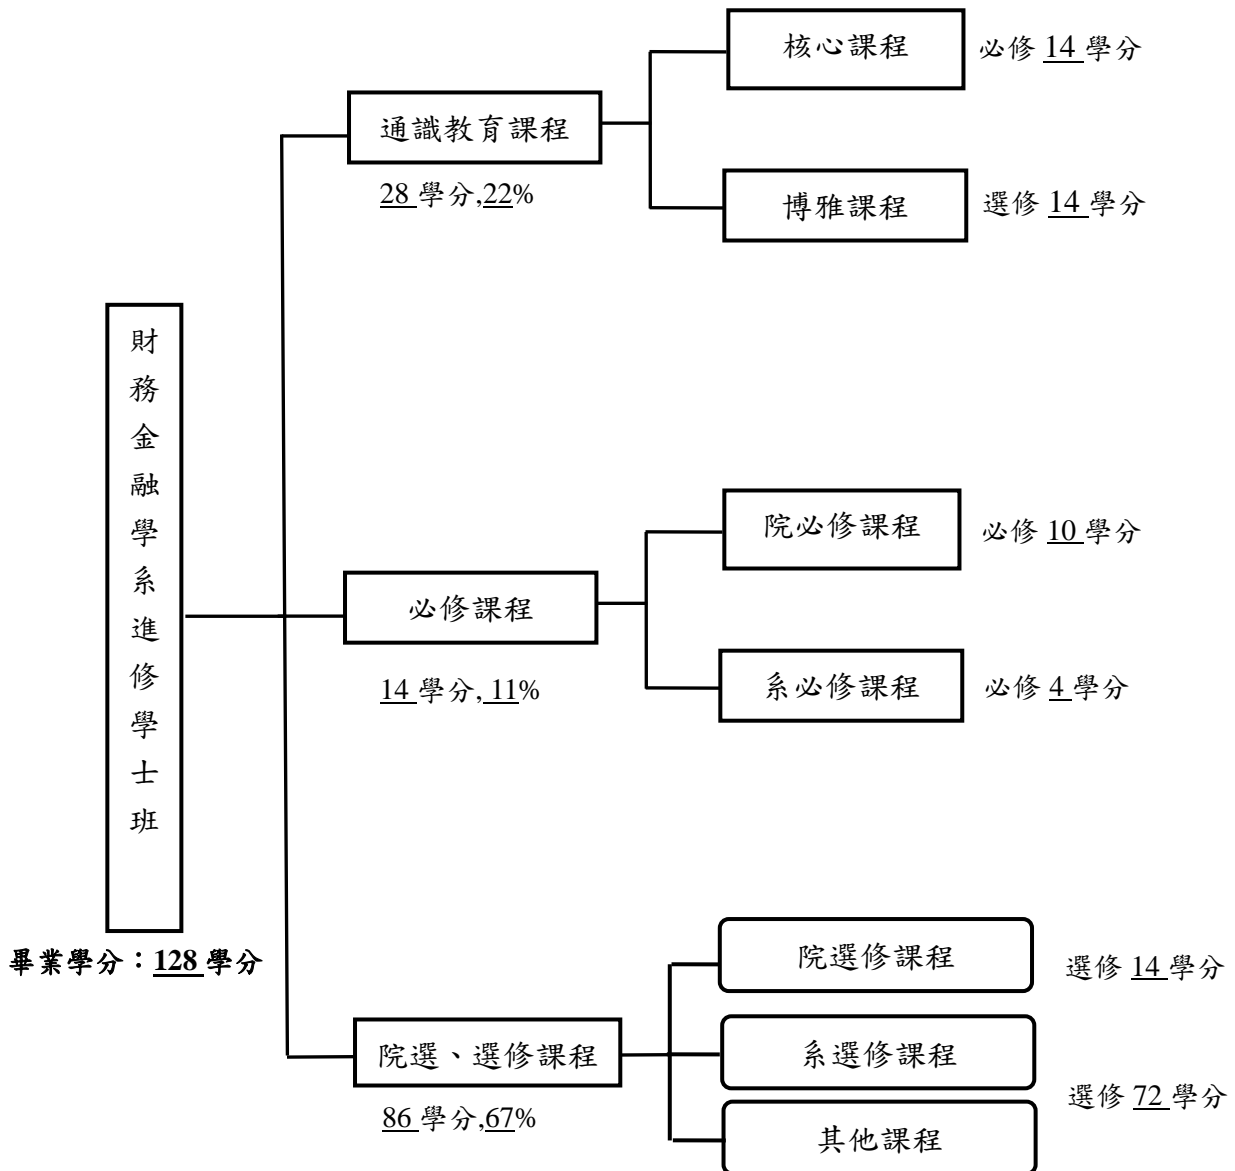 財務金融學系進修學士班
畢業學分：128 學分
通識教育課程
28 學分,22%
核心課程
必修 14 學分
博雅課程
選修 14 學分
必修課程
14 學分, 11%
院必修課程
必修 10 學分
系必修課程
必修 4 學分
院選、選修課程
86 學分,67%
院選修課程
選修 14 學分
系選修課程
其他課程
選修 72 學分